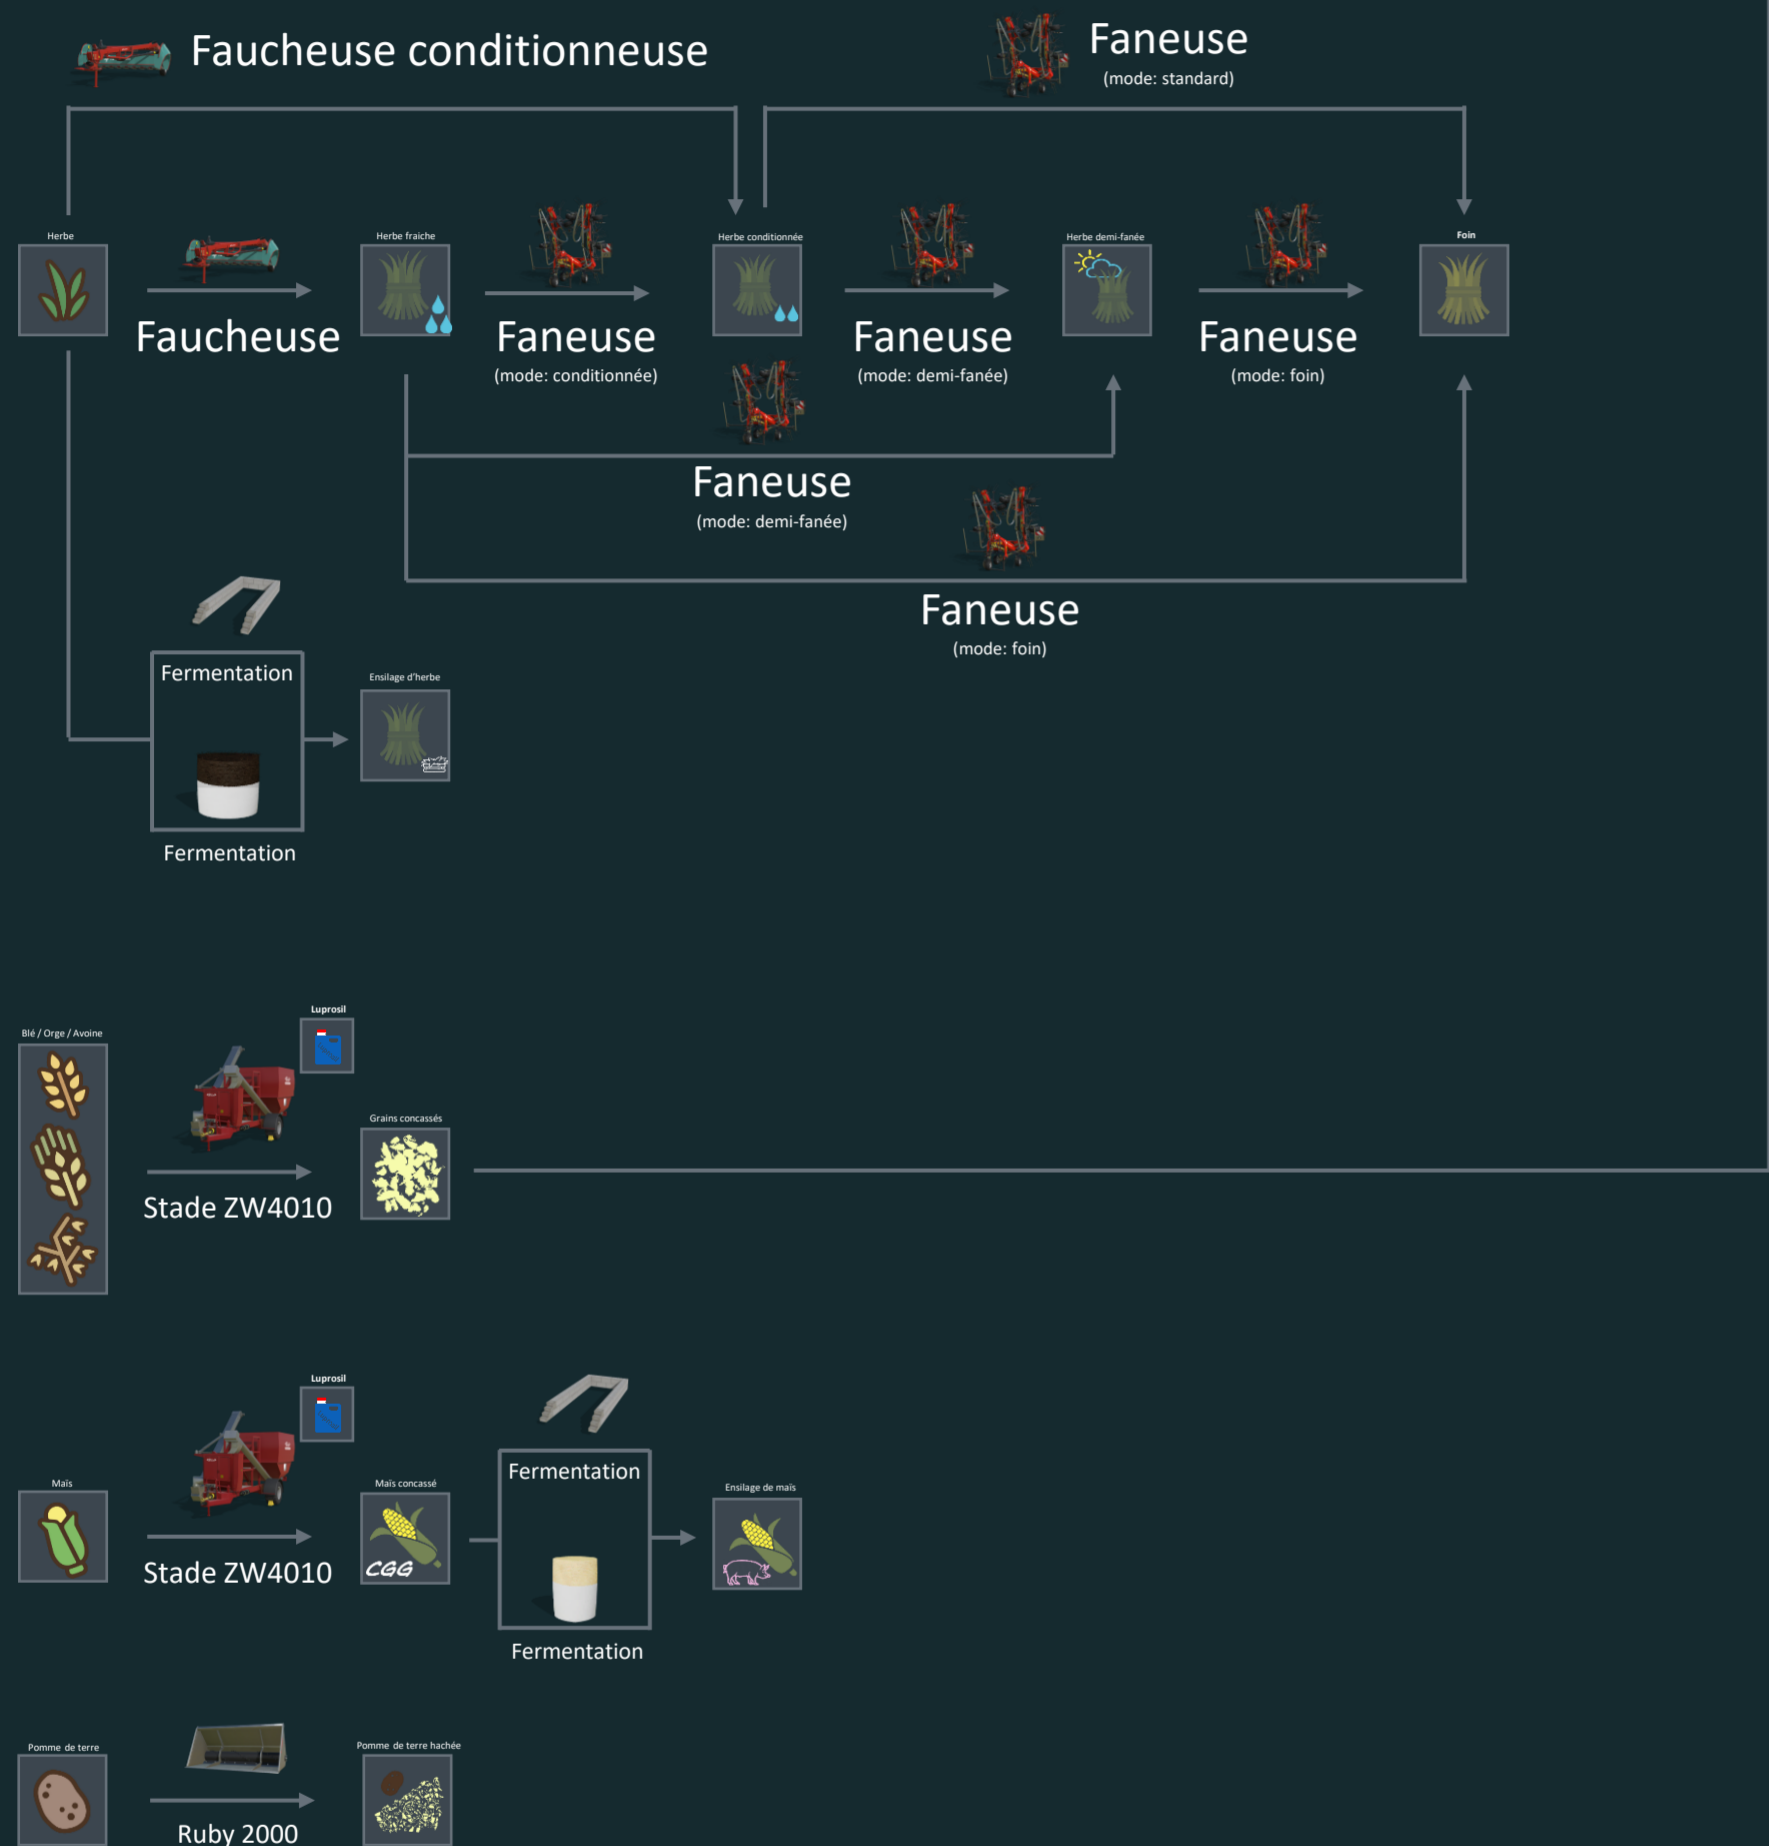 Faucheuse conditionneuse
Faneuse
(mode: standard)
Herbe
Herbe fraiche
Herbe conditionnée
Herbe demi-fanée
Foin
Faucheuse
Faneuse
(mode: conditionnée)
Faneuse
(mode: demi-fanée)
Faneuse
(mode: foin)
Faneuse
(mode: demi-fanée)
Faneuse
(mode: foin)
Fermentation
Ensilage d'herbe
Fermentation
Luprosil
Blé / Orge / Avoine
Grains concassés
Stade ZW4010
Luprosil
Maïs
Maïs concassé
CGG
Fermentation
Ensilage de maïs
Stade ZW4010
Fermentation
Pomme de terre
Pomme de terre hachée
Ruby 2000